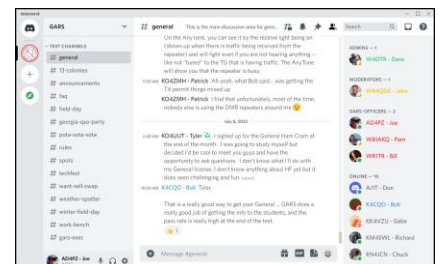 DISCORD
GARS
general
This is the main discussion area for gene...
Search
TEXT CHANNELS
general
13-colonies
announcements
faq
field-day
georgia-qso-party
pota-sota-vota
rules
spots
techfest
want-sell-swap
weather-spotter
winter-field-day
work-bench
gars-exec
AD4PZ - Joe
On the Any tone, you can see it by the receive light being on
(shows up when there is traffic being received from the
repeater) and will light even if you are not hearing anything --
like not "tuned" to the TG that is having traffic. The AnyTone
will show you that the repeater is busy.
KO4ZMH - Patrick Ah yeah, what Bob said... was getting the
TX permit things mixed up
KO4ZMH - Patrick I find that unfortunately, most of the time,
nobody else is using the DMR repeaters around me
July 8, 2022
KO4UUT - Tyler I signed up for the General Ham Cram at
the end of the month. I was going to study myself but
decided I'd be cool to meet you guys and have the
opportunity to ask questions. I don't know what I'll do with
my General license. I don't know anything about HF yet but it
does seem challenging and fun.
K4CQO - Bob Tyler,
That is a really good way to get your General .. GARS does a
really good job of getting the info to the students, and the
pass rate is really high at the end of the text.
1
Message #general
GIF
ADMINS — 1
W4DTR - Dave
MODERATORS — 1
- John
GARS-OFFICERS — 3
AD4PZ - Joe
WB1AKQ - Pam
WR1TR - Bill
ONLINE — 10
AJ1T - Don
K4CQO - Bob
KK4VZU - Gabe
KM4SWL - Richard
KN4ICN - Chuck